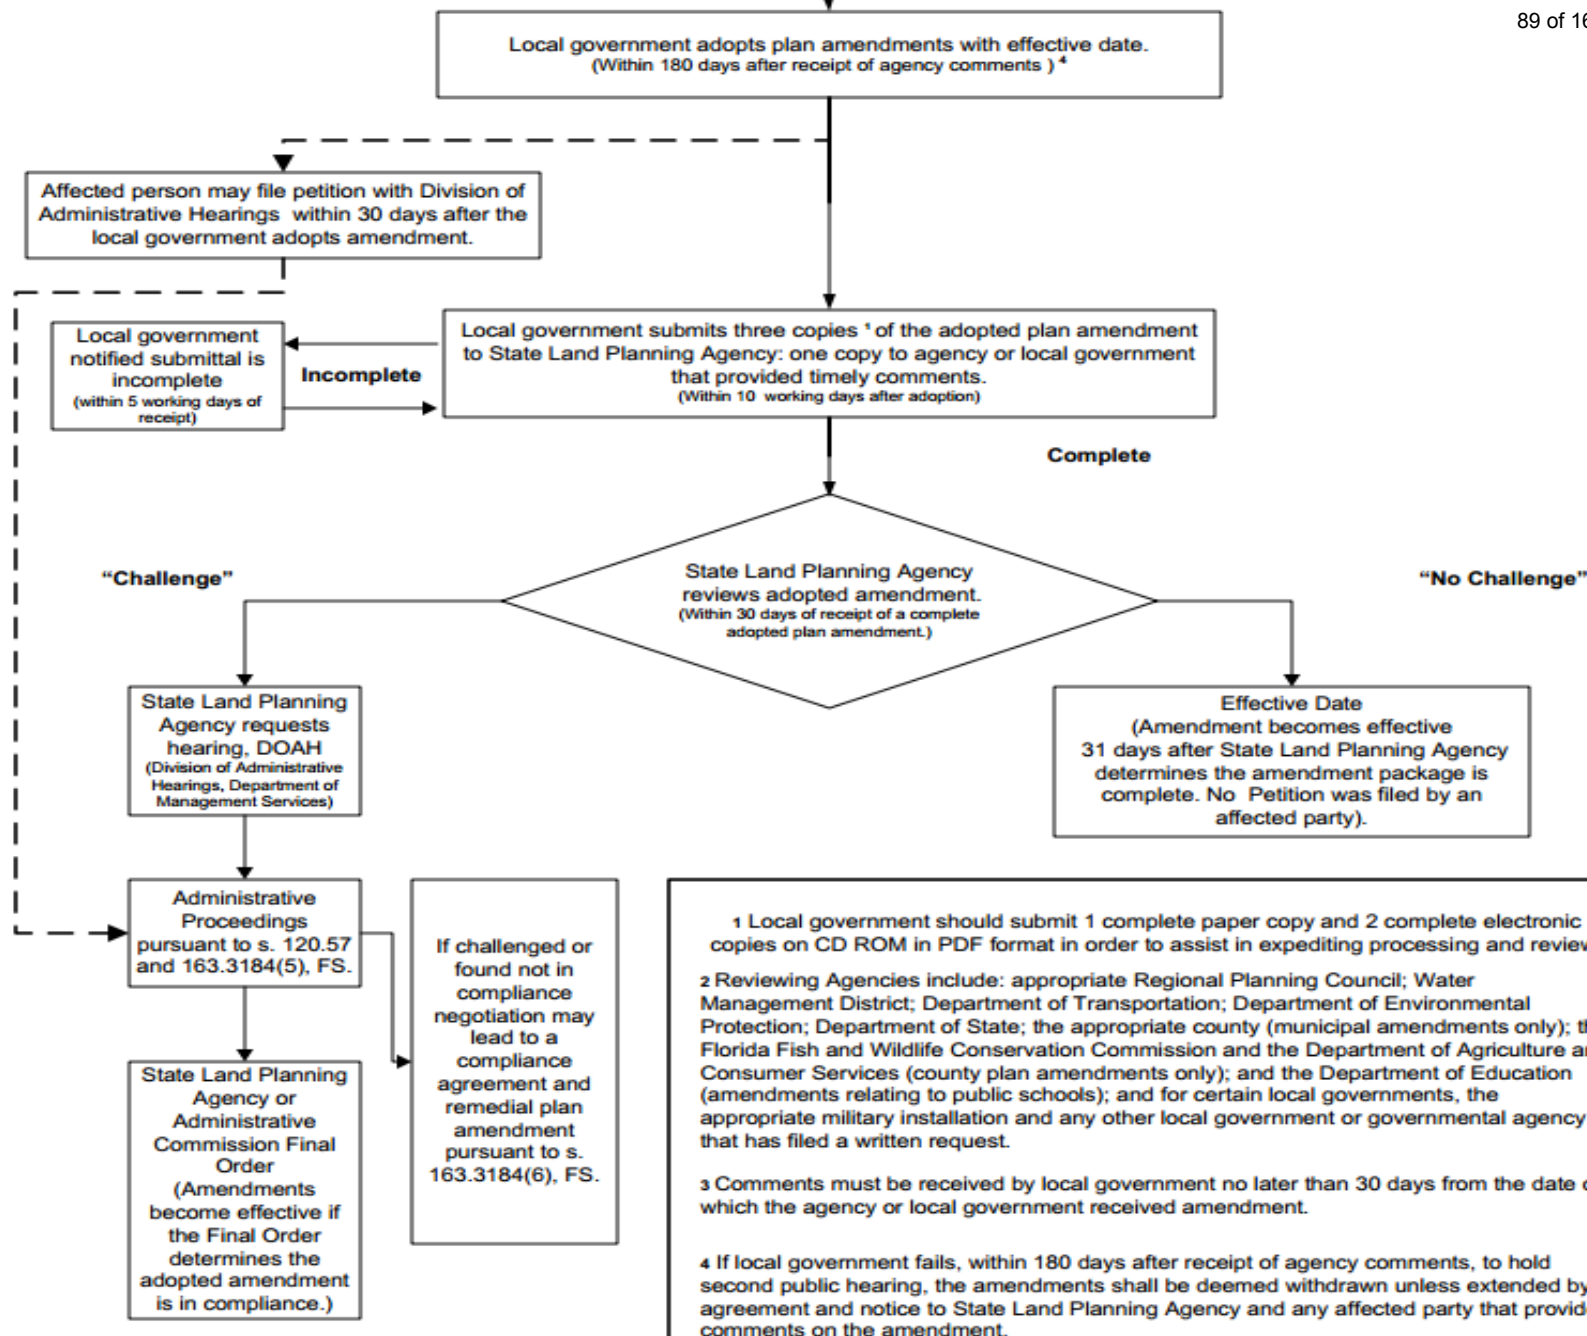 89 of 16
Local government adopts plan amendments with effective date.
(Within 180 days after receipt of agency comments ) 4
Affected person may file petition with Division of
Administrative Hearings within 30 days after the
local government adopts amendment.
Local government
notified submittal is
incomplete
(within 5 working days of
receipt)
Incomplete
Local government submits three copies 1 of the adopted plan amendment
to State Land Planning Agency: one copy to agency or local government
that provided timely comments.
(Within 10 working days after adoption)
Complete
"Challenge"
State Land Planning Agency
reviews adopted amendment.
(Within 30 days of receipt of a complete
adopted plan amendment.)
"No Challenge"
State Land Planning
Agency requests
hearing, DOAH
(Division of Administrative
Hearings, Department of
Management Services)
Effective Date
(Amendment becomes effective
31 days after State Land Planning Agency
determines the amendment package is
complete. No Petition was filed by an
affected party).
Administrative
Proceedings
pursuant to s. 120.57
and 163.3184(5), FS.
If challenged or
found not in
compliance
negotiation may
lead to a
compliance
agreement and
remedial plan
amendment
pursuant to s.
163.3184(6), FS.
State Land Planning
Agency or
Administrative
Commission Final
Order
(Amendments
become effective if
the Final Order
determines the
adopted amendment
is in compliance.)
1 Local government should submit 1 complete paper copy and 2 complete electronic
copies on CD ROM in PDF format in order to assist in expediting processing and review
2 Reviewing Agencies include: appropriate Regional Planning Council; Water
Management District; Department of Transportation; Department of Environmental
Protection; Department of State; the appropriate county (municipal amendments only);
Florida Fish and Wildlife Conservation Commission and the Department of Agriculture
Consumer Services (county plan amendments only); and the Department of Education
(amendments relating to public schools); and for certain local governments, the
appropriate military installation and any other local government or governmental agency
that has filed a written request.
3 Comments must be received by local government no later than 30 days from the date
which the agency or local government received amendment.
4 If local government fails, within 180 days after receipt of agency comments, to hold
second public hearing, the amendments shall be deemed withdrawn unless extended by
agreement and notice to State Land Planning Agency and any affected party that provid
comments on the amendment.